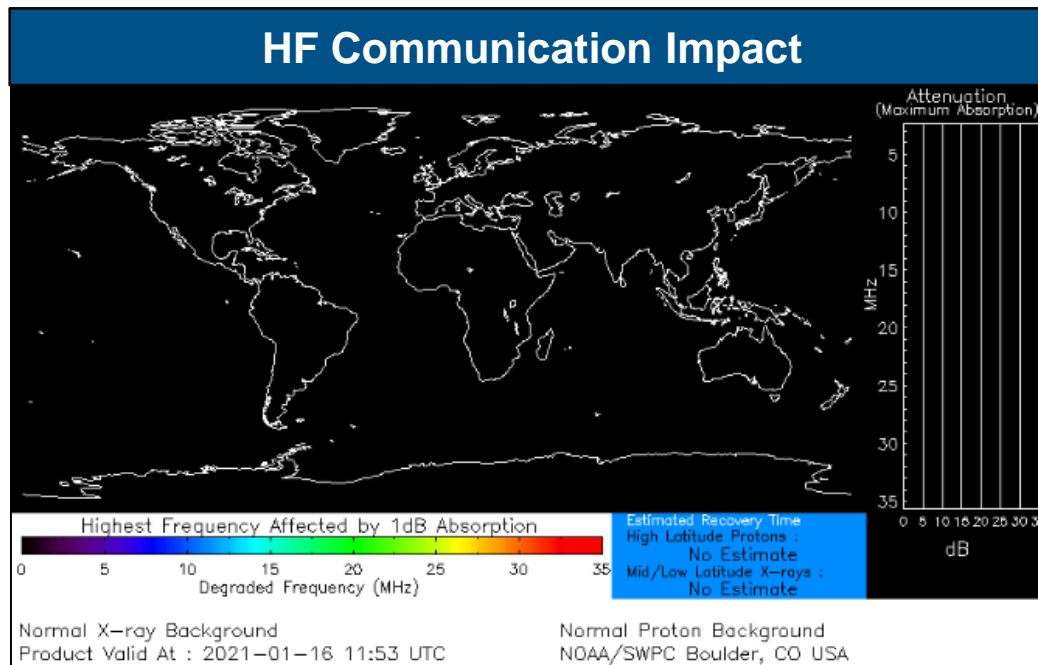 HF Communication Impact
Attenuation
(Maximum Absorption)
5
10
15
20
25
30
35
MHz
0 5 10 15 20 25 30 3
dB
Highest Frequency Affected by 1dB Absorption
0 5 10 15 20 25 30 35
Degraded Frequency (MHz)
Estimated Recovery Time
High Latitude Protons :
No Estimate
Mid/Low Latitude X-rays :
No Estimate
Normal X-ray Background
Product Valid At : 2021-01-16 11:53 UTC
Normal Proton Background
NOAA/SWPC Boulder, CO USA